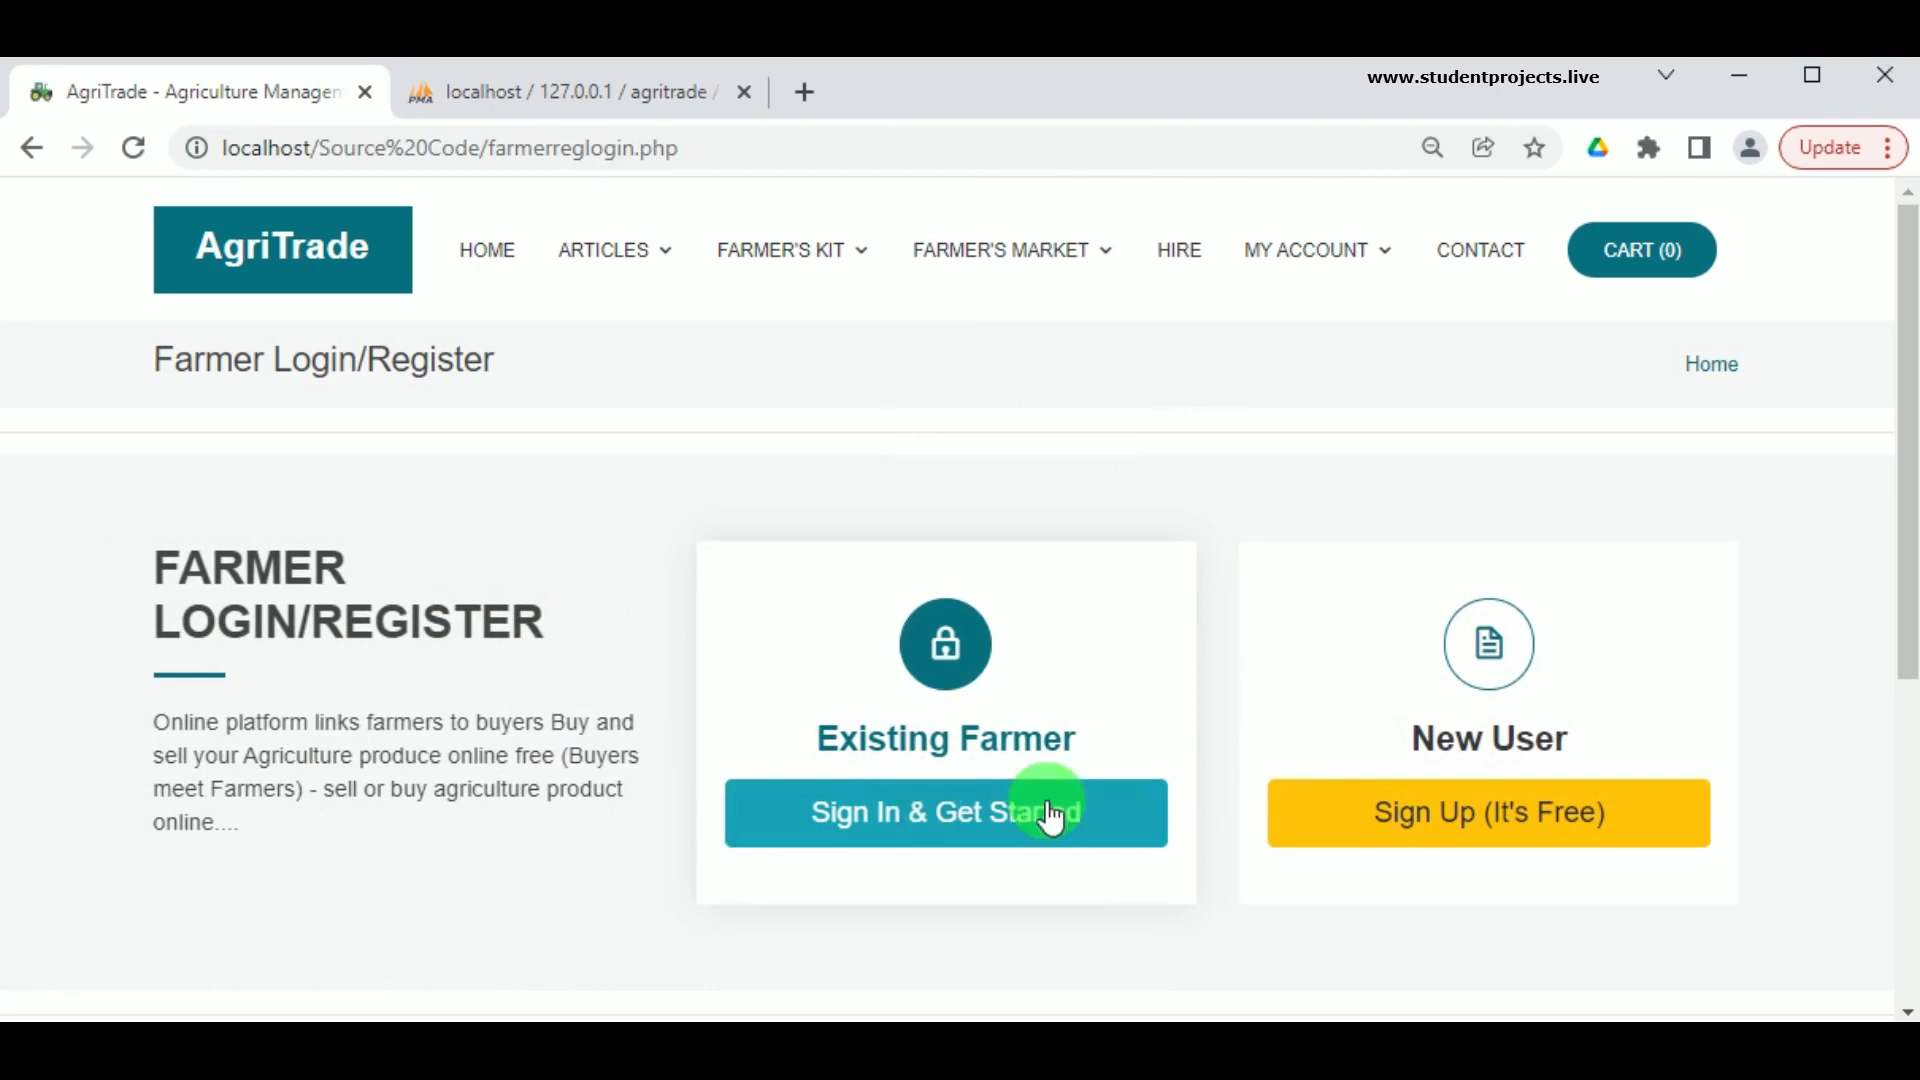 AgriTrade - Agriculture Managen
localhost / 127.0.0.1 / agritrade /
www.studentprojects.live
localhost/Source%20Code/farmerreglogin.php
Update
AgriTrade
HOME
ARTICLES
FARMER'S KIT
FARMER'S MARKET
HIRE
MY ACCOUNT
CONTACT
CART (0)
Farmer Login/Register
Home
FARMER
LOGIN/REGISTER
Online platform links farmers to buyers Buy and
sell your Agriculture produce online free (Buyers
meet Farmers) - sell or buy agriculture product
online....
Existing Farmer
Sign In & Get Started
New User
Sign Up (It's Free)